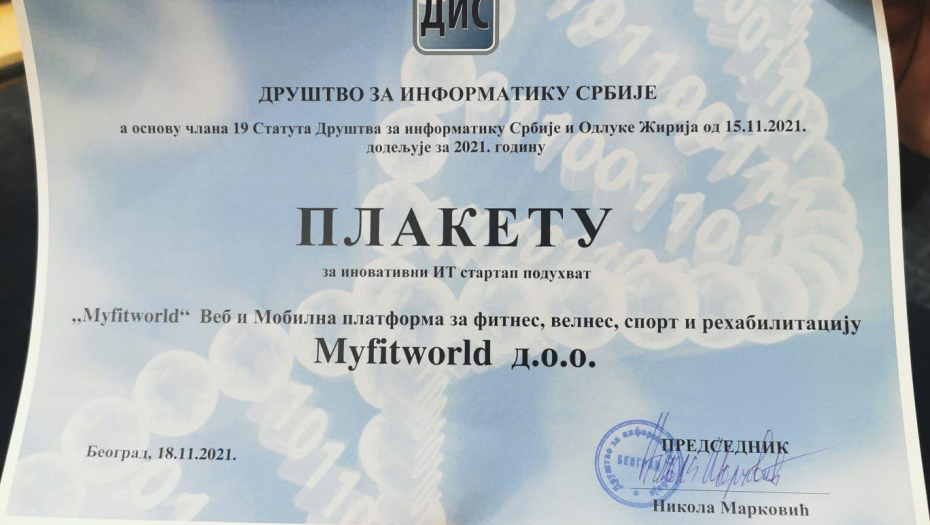 ДИС
ДРУШТВО ЗА ИНФОРМАТИКУ СРБИЈЕ
а основу члана 19 Статута Друштва за информатику Србије и Одлуке Жирија од 15.11.2021.
додељује за 2021. годину
ПЛАКЕТУ
за иновативни ИТ стартап подухват
„Myfitworld“ Веб и Мобилна платформа за фитнес, велнес, спорт и рехабилитацију
Myfitworld д.о.о.
Београд, 18.11.2021.
ПРЕДСЕДНИК
БЕОГРАД
Никола Марковић